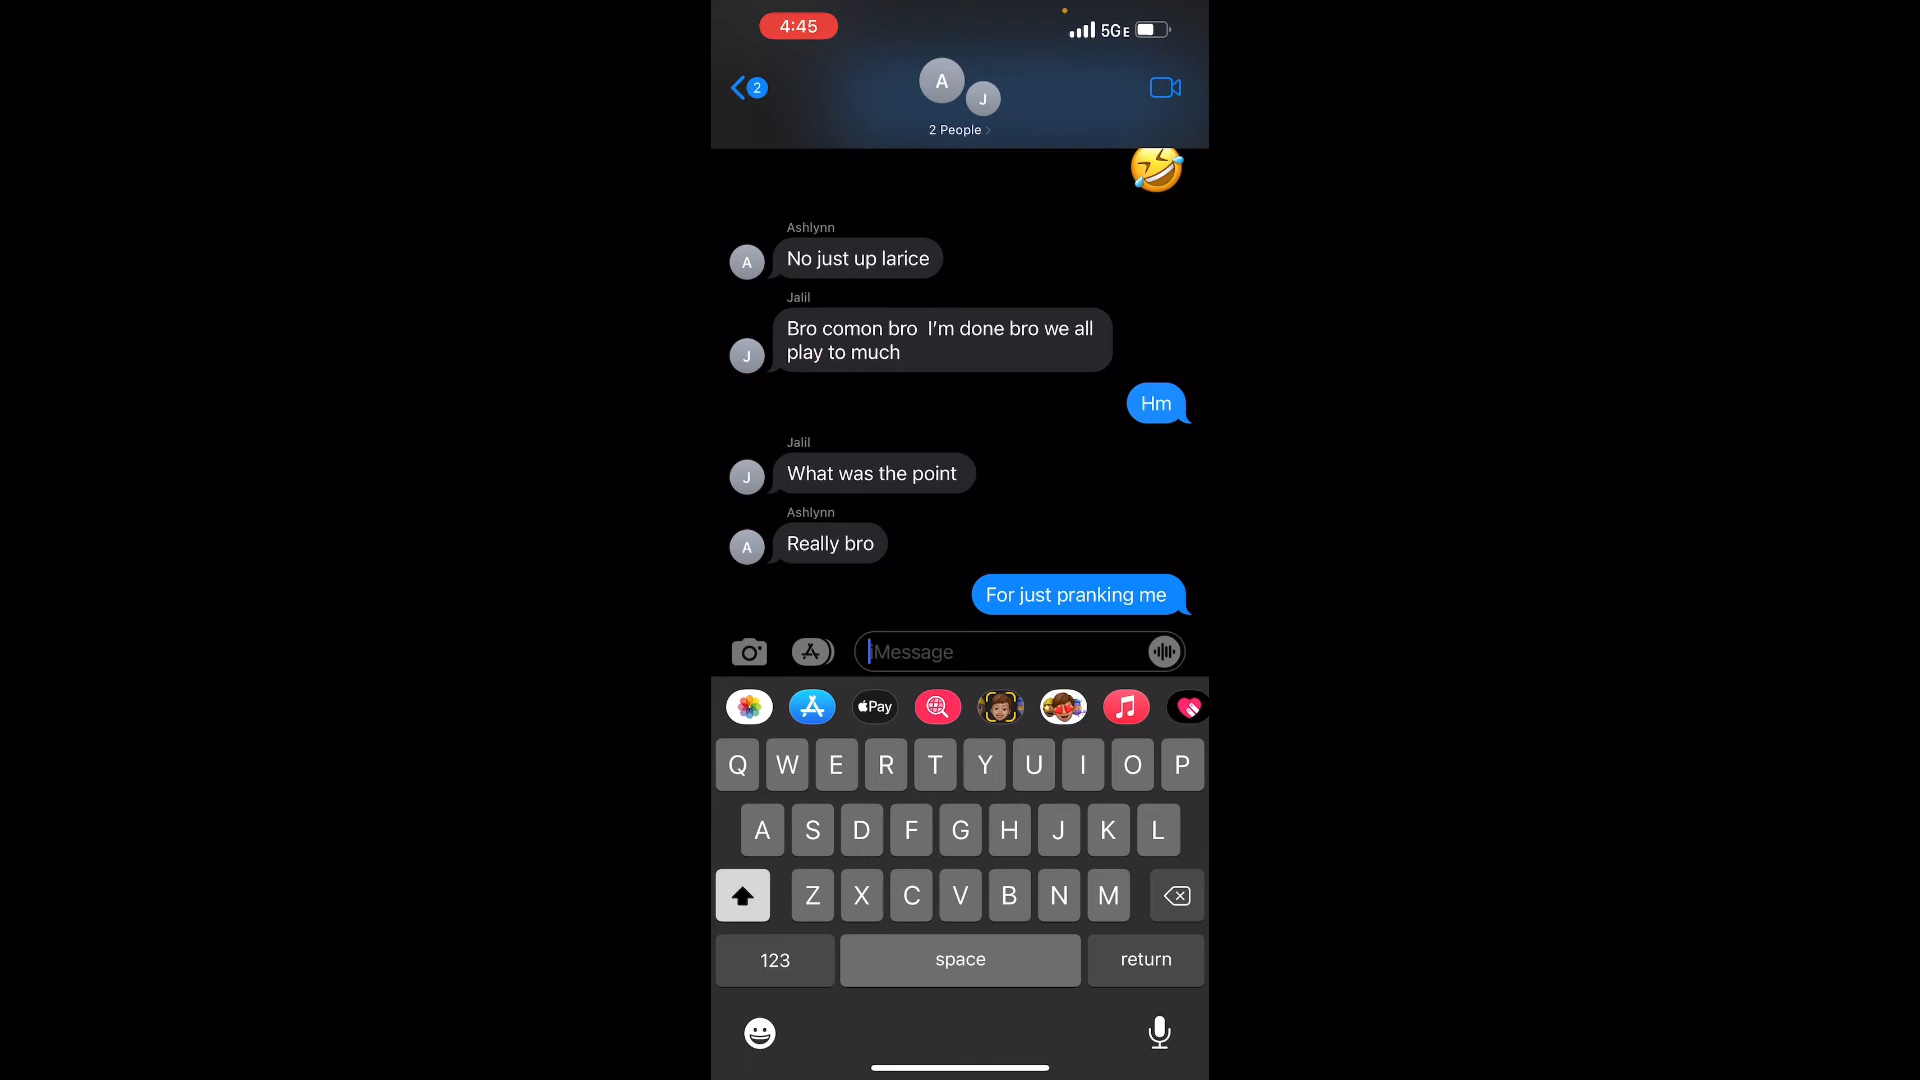 4:45
5GE
2
A
J
2 People
Ashlynn
A
No just up larice
Jalil
Bro comon bro  I'm done bro we all
play to much
J
Hm
Jalil
J
What was the point
Ashlynn
A
Really bro
For just pranking me
iMessage
Pay
Q W E R T Y U I O P
A S D F G H J K L
Z X C V B N M
123 space return